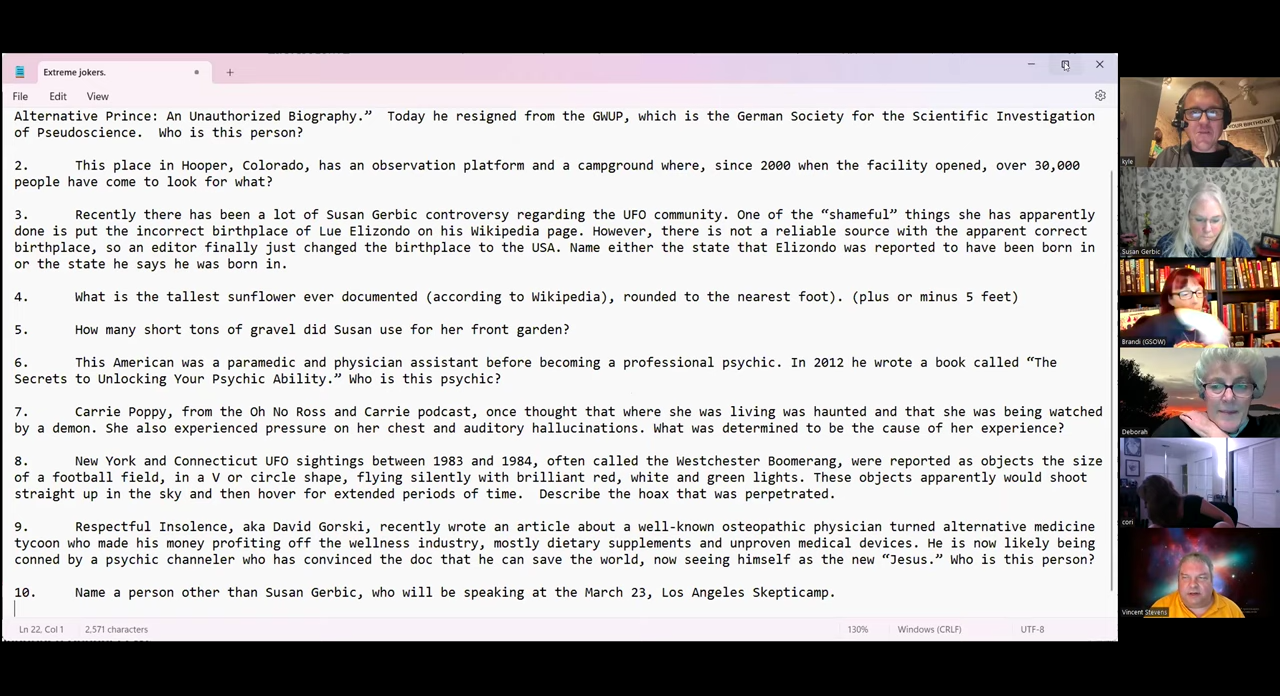 Extreme jokers.
File Edit View
Alternative Prince: An Unauthorized Biography.” Today he resigned from the GWUP, which is the German Society for the Scientific Investigation
of Pseudoscience. Who is this person?
2. This place in Hooper, Colorado, has an observation platform and a campground where, since 2000 when the facility opened, over 30,000
people have come to look for what?
3. Recently there has been a lot of Susan Gerbic controversy regarding the UFO community. One of the “shameful” things she has apparently
done is put the incorrect birthplace of Lue Elizondo on his Wikipedia page. However, there is not a reliable source with the apparent correct
birthplace, so an editor finally just changed the birthplace to the USA. Name either the state that Elizondo was reported to have been born in
or the state he says he was born in.
4. What is the tallest sunflower ever documented (according to Wikipedia), rounded to the nearest foot). (plus or minus 5 feet)
5. How many short tons of gravel did Susan use for her front garden?
6. This American was a paramedic and physician assistant before becoming a professional psychic. In 2012 he wrote a book called “The
Secrets to Unlocking Your Psychic Ability.” Who is this psychic?
7. Carrie Poppy, from the Oh No Ross and Carrie podcast, once thought that where she was living was haunted and that she was being watched
by a demon. She also experienced pressure on her chest and auditory hallucinations. What was determined to be the cause of her experience?
8. New York and Connecticut UFO sightings between 1983 and 1984, often called the Westchester Boomerang, were reported as objects the size
of a football field, in a V or circle shape, flying silently with brilliant red, white and green lights. These objects apparently would shoot
straight up in the sky and then hover for extended periods of time. Describe the hoax that was perpetrated.
9. Respectful Insolence, aka David Gorski, recently wrote an article about a well-known osteopathic physician turned alternative medicine
tycoon who made his money profiting off the wellness industry, mostly dietary supplements and unproven medical devices. He is now likely being
conned by a psychic channeler who has convinced the doc that he can save the world, now seeing himself as the new “Jesus.” Who is this person?
10. Name a person other than Susan Gerbic, who will be speaking at the March 23, Los Angeles Skepticamp.
Ln 22, Col 1 2,571 characters 130% Windows (CRLF) UTF-8
YOUR BIRTHDAY
kyle
Susan Gerbic
Brandi (GSOW)
Deborah
cori
Vincent Stevens